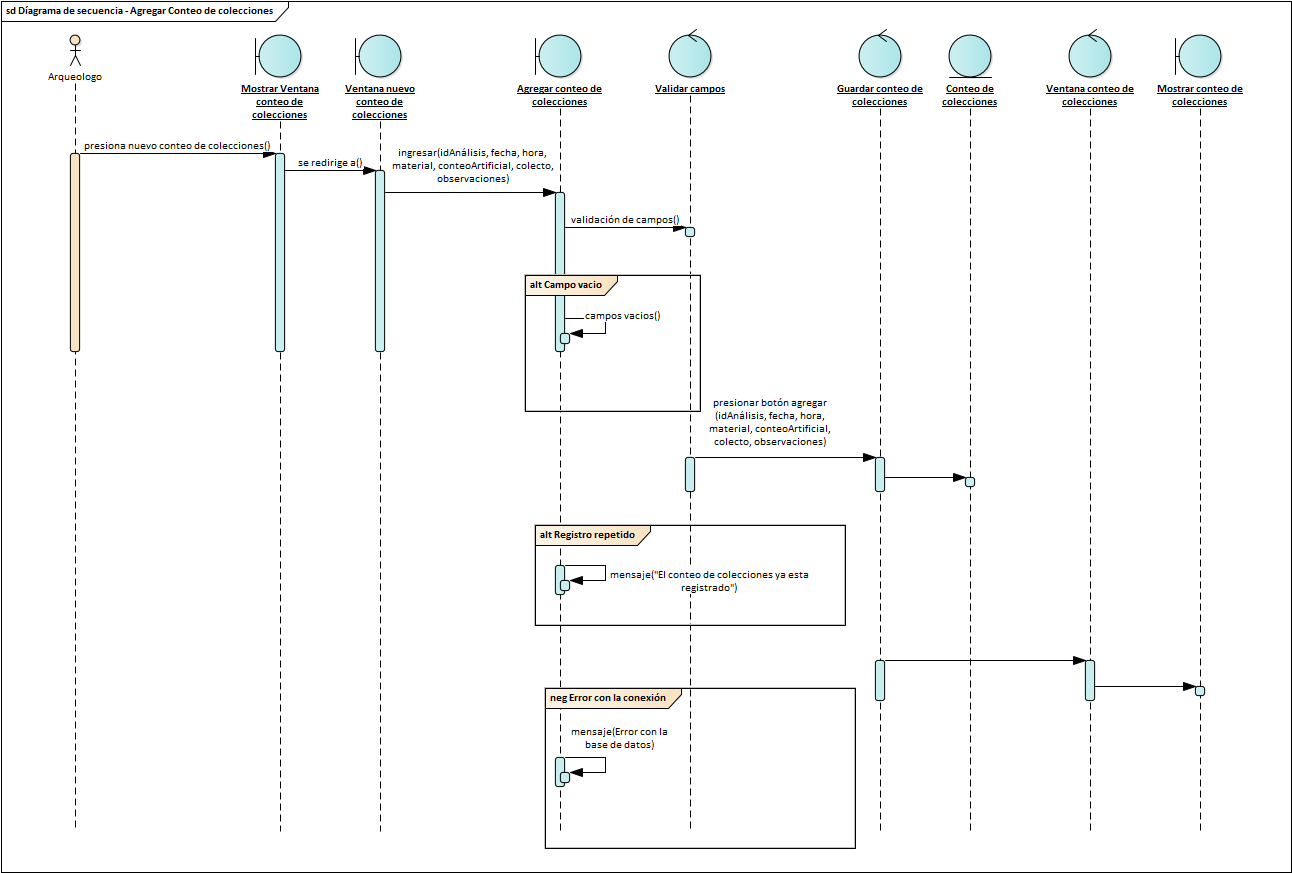 sd Díagrama de secuencia - Agregar Conteo de colecciones
Arqueologo
Mostrar Ventana
conteo de
colecciones
Ventana nuevo
conteo de
colecciones
Agregar conteo de
colecciones
Validar campos
Guardar conteo de
colecciones
Conteo de
colecciones
Ventana conteo de
colecciones
Mostrar conteo de
colecciones
presiona nuevo conteo de colecciones()
se redirige a()
ingresar(idAnálisis, fecha, hora,
material, conteoArtificial, colecto,
observaciones)
validación de campos()
alt Campo vacio
campos vacios()
presionar botón agregar
(idAnálisis, fecha, hora,
material, conteoArtificial,
colecto, observaciones)
alt Registro repetido
mensaje("El conteo de colecciones ya esta
registrado")
neg Error con la conexión
mensaje(Error con la
base de datos)